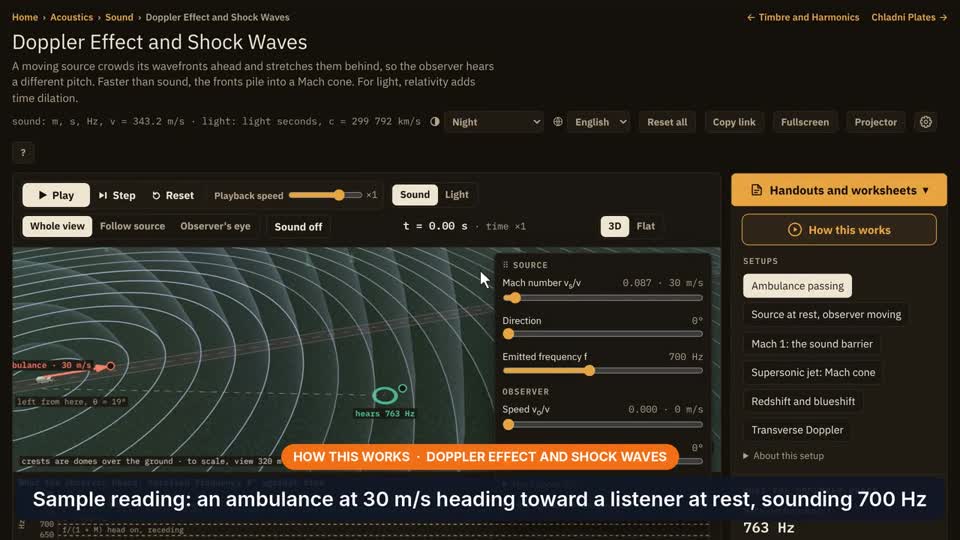 Home › Acoustics › Sound › Doppler Effect and Shock Waves
← Timbre and Harmonics Chladni Plates →
Doppler Effect and Shock Waves
A moving source crowds its wavefronts ahead and stretches them behind, so the observer hears
a different pitch. Faster than sound, the fronts pile into a Mach cone. For light, relativity adds
time dilation.
sound: m, s, Hz, v = 343.2 m/s · light: light seconds, c = 299 792 km/s
Night
English
Reset all
Copy link
Fullscreen
Projector
?
Play
Step
Reset
Playback speed ×1
Sound
Light
Whole view
Follow source
Observer's eye
Sound off
t = 0.00 s · time ×1
3D
Flat
Handouts and worksheets ▾
How this works
SETUPS
Ambulance passing
Source at rest, observer moving
Mach 1: the sound barrier
Supersonic jet: Mach cone
Redshift and blueshift
Transverse Doppler
▶ About this setup
SOURCE
Mach number vs/v 0.087 · 30 m/s
Direction 0°
Emitted frequency f 700 Hz
OBSERVER
Speed vo/v 0.000 · 0 m/s
0°
bulance · 30 m/s
left from here, θ = 19°
hears 763 Hz
crests are domes over the ground · to scale, view 320 m
HOW THIS WORKS · DOPPLER EFFECT AND SHOCK WAVES
Sample reading: an ambulance at 30 m/s heading toward a listener at rest, sounding 700 Hz
Hz
700
650
f/(1 + M) head on, receding
763 Hz